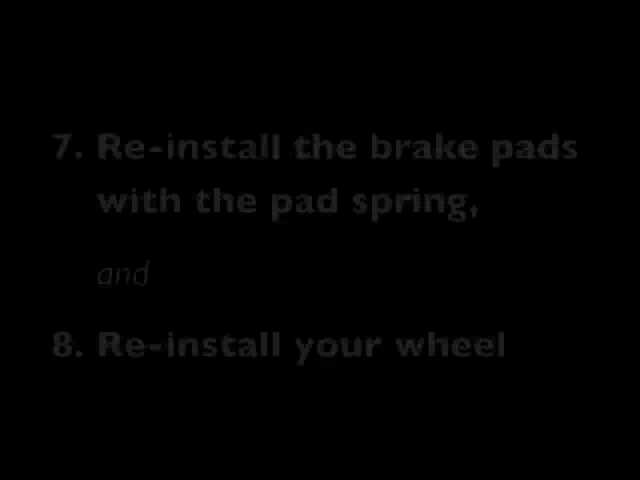 7. Re-install the brake pads
with the pad spring,
and
8. Re-install your wheel